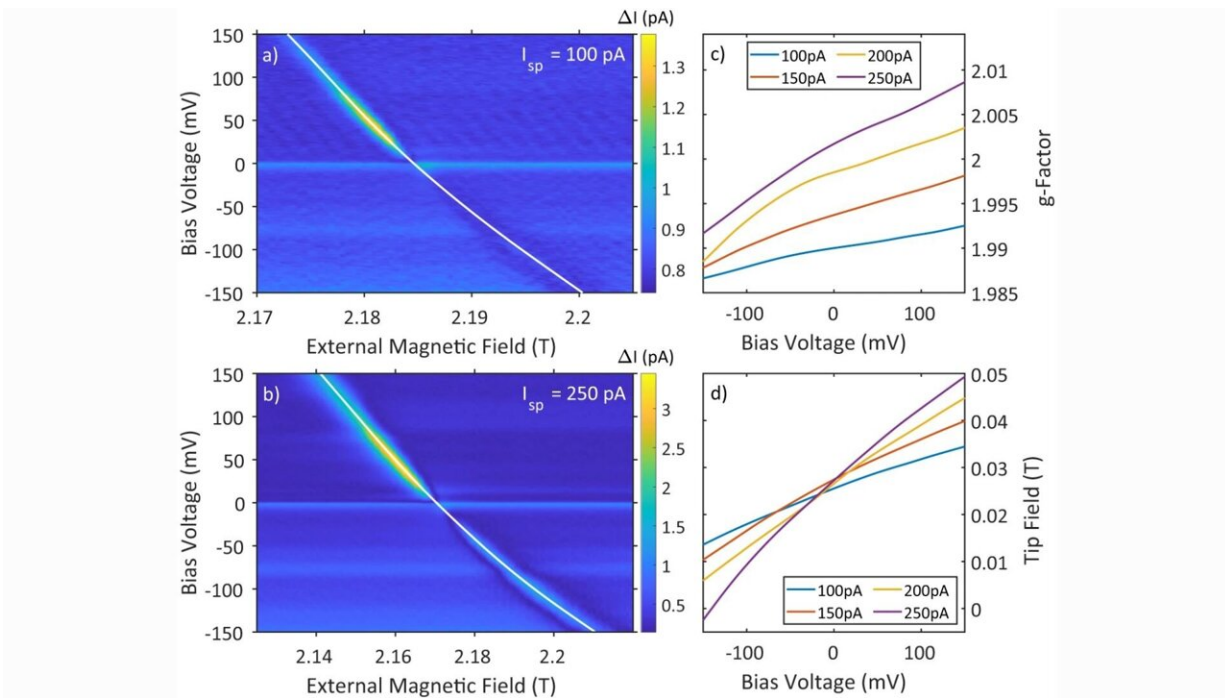 ΔI (pA)
a)
I_sp = 100 pA
150
100
50
0
-50
-100
-150
Bias Voltage (mV)
2.17
2.18
2.19
2.2
External Magnetic Field (T)
1.3
1.2
1.1
1
0.9
0.8
c)
100pA
200pA
150pA
250pA
2.01
2.005
2
1.995
1.99
1.985
g-Factor
-100
0
100
Bias Voltage (mV)
ΔI (pA)
b)
I_sp = 250 pA
150
100
50
0
-50
-100
-150
Bias Voltage (mV)
2.14
2.16
2.18
2.2
External Magnetic Field (T)
3
2.5
2
1.5
1
0.5
d)
0.05
0.04
0.03
0.02
0.01
0
Tip Field (T)
100pA
200pA
150pA
250pA
-100
0
100
Bias Voltage (mV)